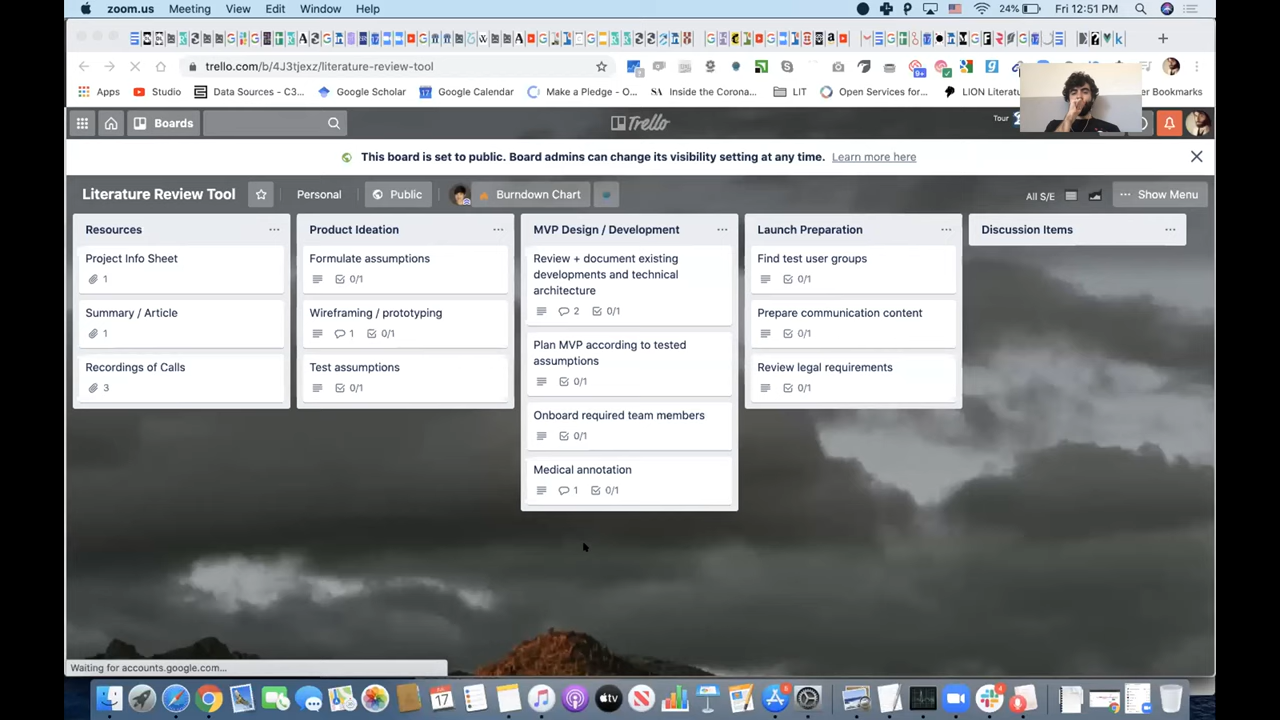 zoom.us Meeting View Edit Window Help 24% Fri 12:51 PM
trello.com/b/4J3tjexz/literature-review-tool 9+
Apps Studio Data Sources - C3... Google Scholar Google Calendar Make a Pledge - O... Inside the Corona... LIT Open Services for... LION Literatu er Bookmarks
Boards Trello Tour
This board is set to public. Board admins can change its visibility setting at any time. Learn more here
Literature Review Tool Personal Public Burndown Chart All S/E ··· Show Menu
Resources
Project Info Sheet
1
Summary / Article
1
Recordings of Calls
3
Product Ideation
Formulate assumptions
0/1
Wireframing / prototyping
1 0/1
Test assumptions
0/1
MVP Design / Development
Review + document existing
developments and technical
architecture
2 0/1
Plan MVP according to tested
assumptions
0/1
Onboard required team members
0/1
Medical annotation
1 0/1
Launch Preparation
Find test user groups
0/1
Prepare communication content
0/1
Review legal requirements
0/1
Discussion Items
Waiting for accounts.google.com...